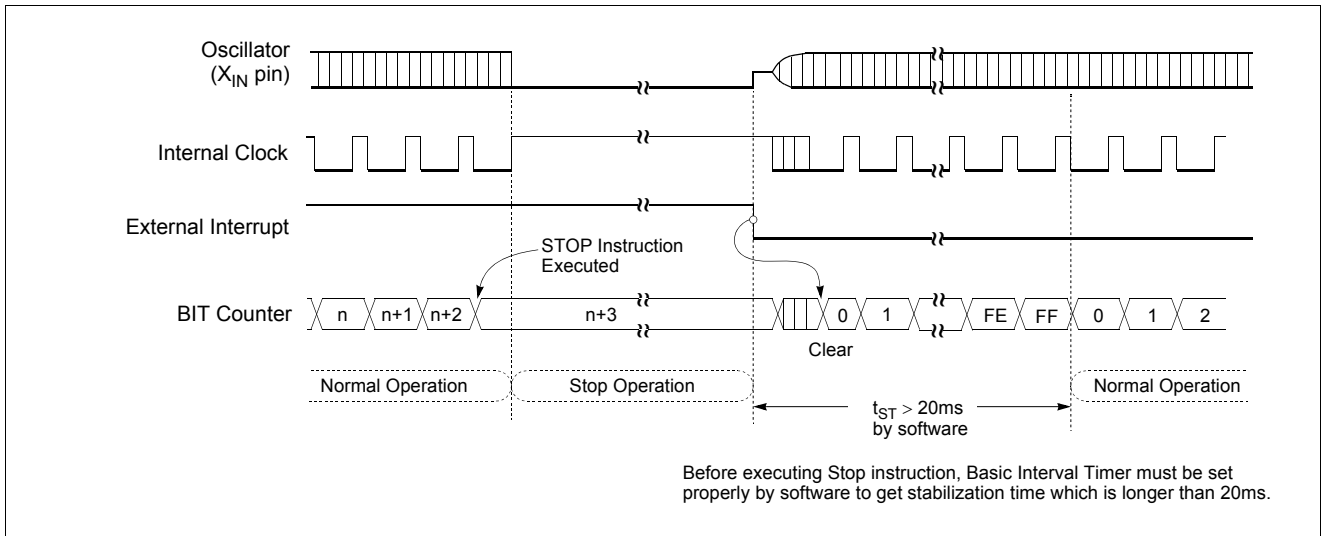 Oscillator
(XIN pin)
Internal Clock
External Interrupt
STOP Instruction
Executed
BIT Counter
n n+1 n+2 n+3 0 1 FE FF 0 1 2
Clear
Normal Operation Stop Operation Normal Operation
tST > 20ms
by software
Before executing Stop instruction, Basic Interval Timer must be set
properly by software to get stabilization time which is longer than 20ms.